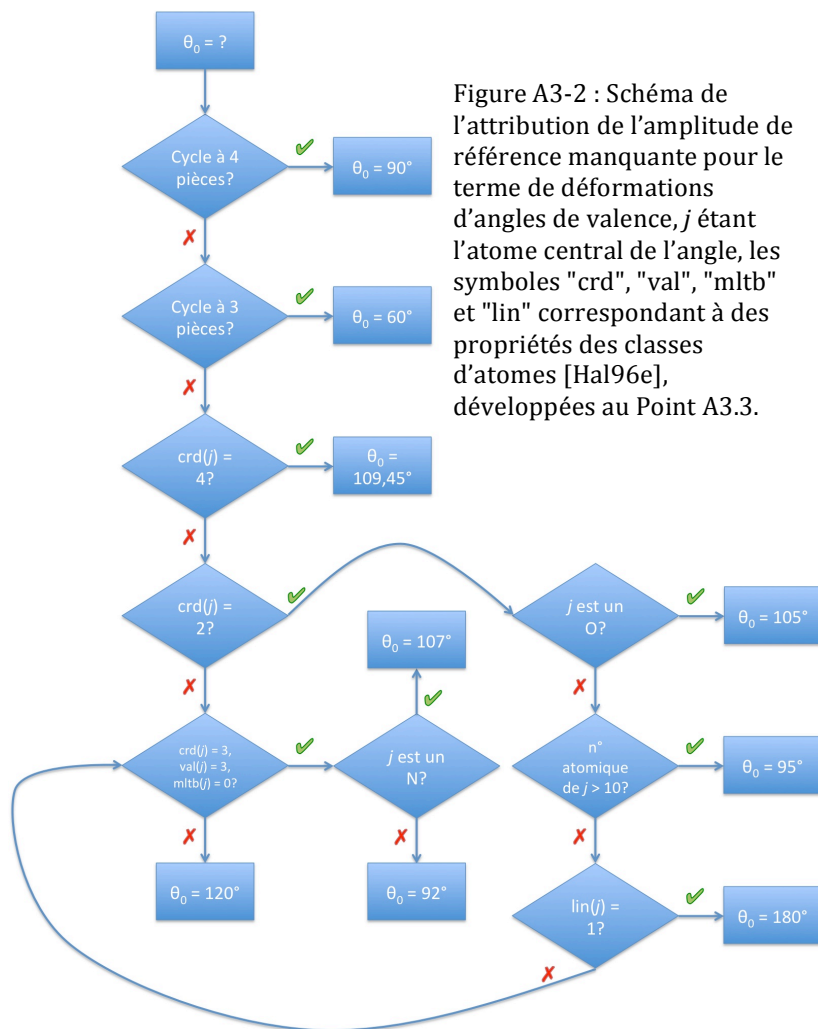 θ₀ = ?
Figure A3-2 : Schéma de
l’attribution de l’amplitude de
référence manquante pour le
terme de déformations
d’angles de valence, j étant
l’atome central de l’angle, les
symboles "crd", "val", "mltb"
et "lin" correspondant à des
propriétés des classes
d’atomes [Hal96e],
développées au Point A3.3.
Cycle à 4
pièces?
✔
θ₀ = 90°
✗
Cycle à 3
pièces?
✔
θ₀ = 60°
✗
crd(j) =
4?
✔
θ₀ =
109,45°
✗
crd(j) =
2?
✔
j est un
O?
✔
θ₀ = 105°
θ₀ = 107°
✗
✔
✗
crd(j) = 3,
val(j) = 3,
mltb(j) = 0?
✔
j est un
N?
n°
atomique
de j > 10?
✔
θ₀ = 95°
✗
✗
✗
θ₀ = 120°
θ₀ = 92°
lin(j) =
1?
✔
θ₀ = 180°
✗